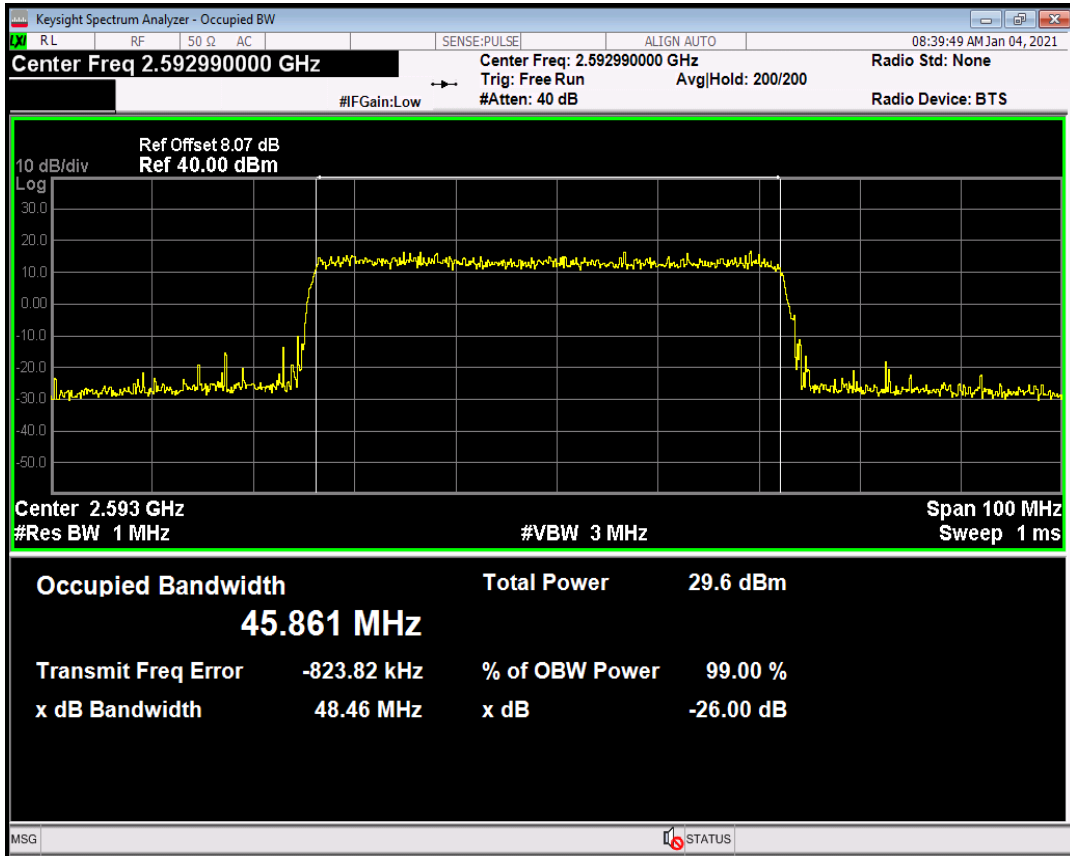 Keysight Spectrum Analyzer - Occupied BW
LXI RL RF 50 Ω AC SENSE:PULSE ALIGN AUTO 08:39:49 AM Jan 04, 2021
Center Freq 2.592990000 GHz
Center Freq: 2.592990000 GHz
Radio Std: None
Trig: Free Run Avg|Hold: 200/200
#IFGain:Low #Atten: 40 dB Radio Device: BTS
Ref Offset 8.07 dB
10 dB/div Ref 40.00 dBm
Log
30.0
20.0
10.0
0.00
-10.0
-20.0
-30.0
-40.0
-50.0
Center 2.593 GHz Span 100 MHz
#Res BW 1 MHz #VBW 3 MHz Sweep 1 ms
Occupied Bandwidth Total Power 29.6 dBm
45.861 MHz
Transmit Freq Error -823.82 kHz % of OBW Power 99.00 %
x dB Bandwidth 48.46 MHz x dB -26.00 dB
MSG STATUS